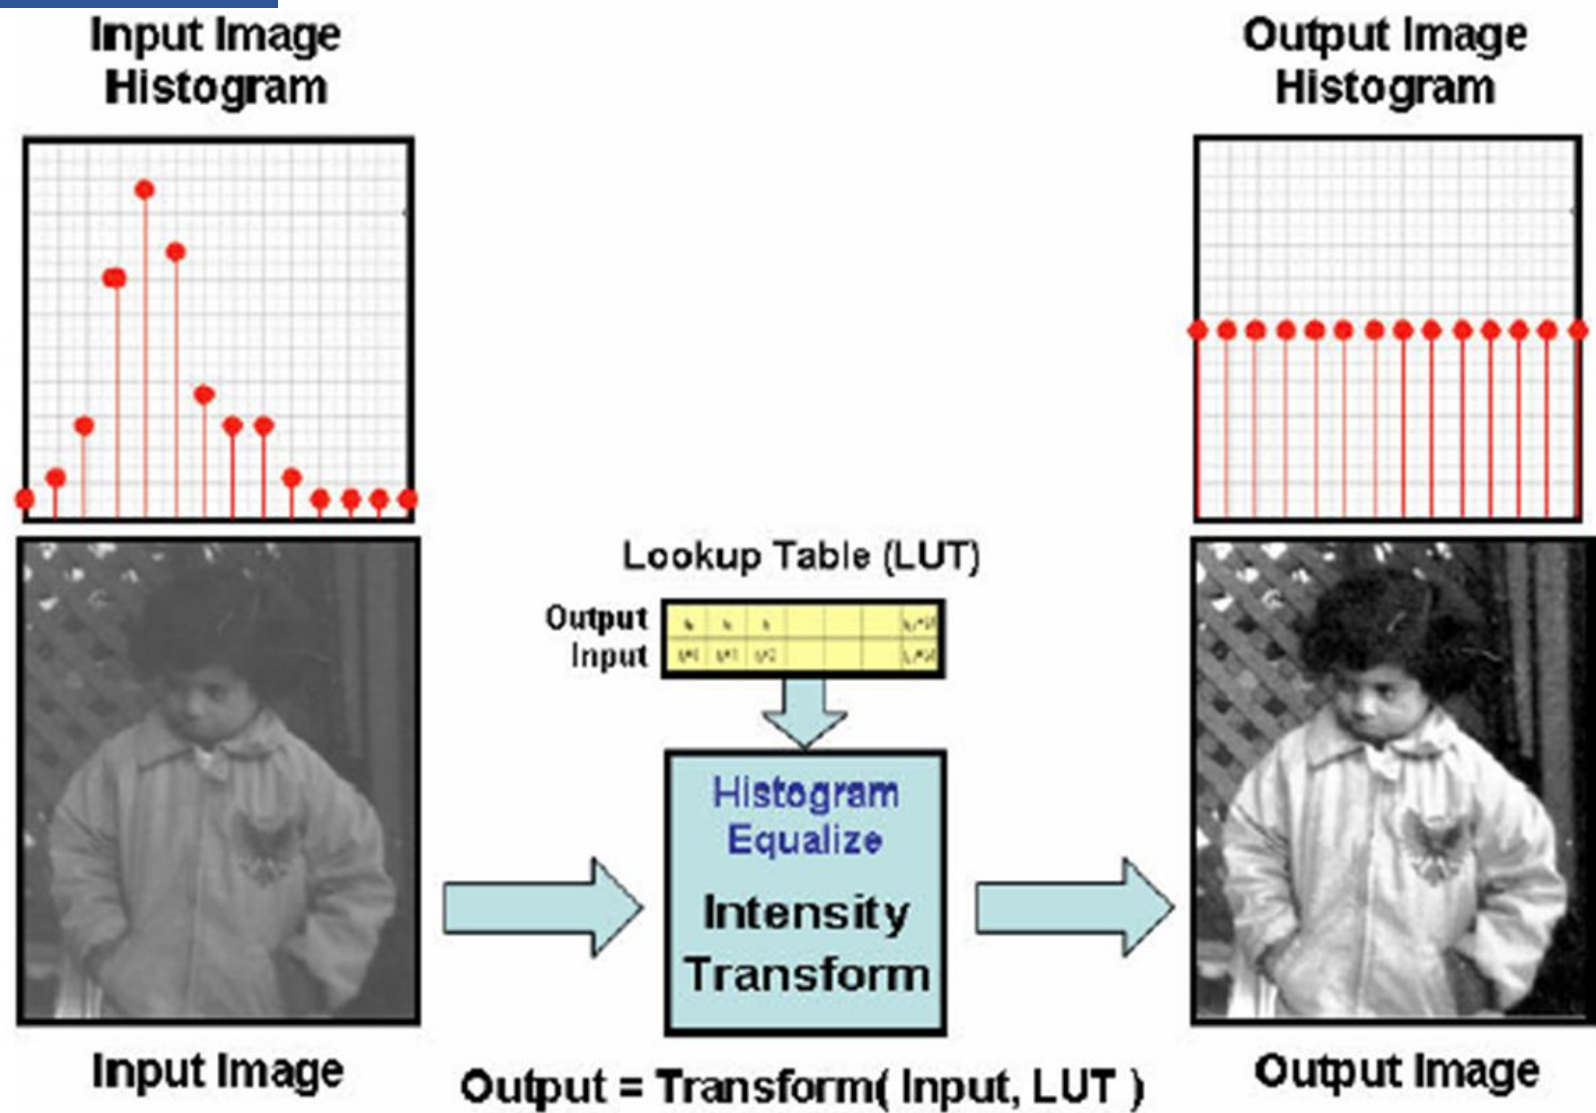 Input Image
Histogram
Output Image
Histogram
Lookup Table (LUT)
Output
Input
Histogram
Equalize
Intensity
Transform
Input Image
Output = Transform( Input, LUT )
Output Image